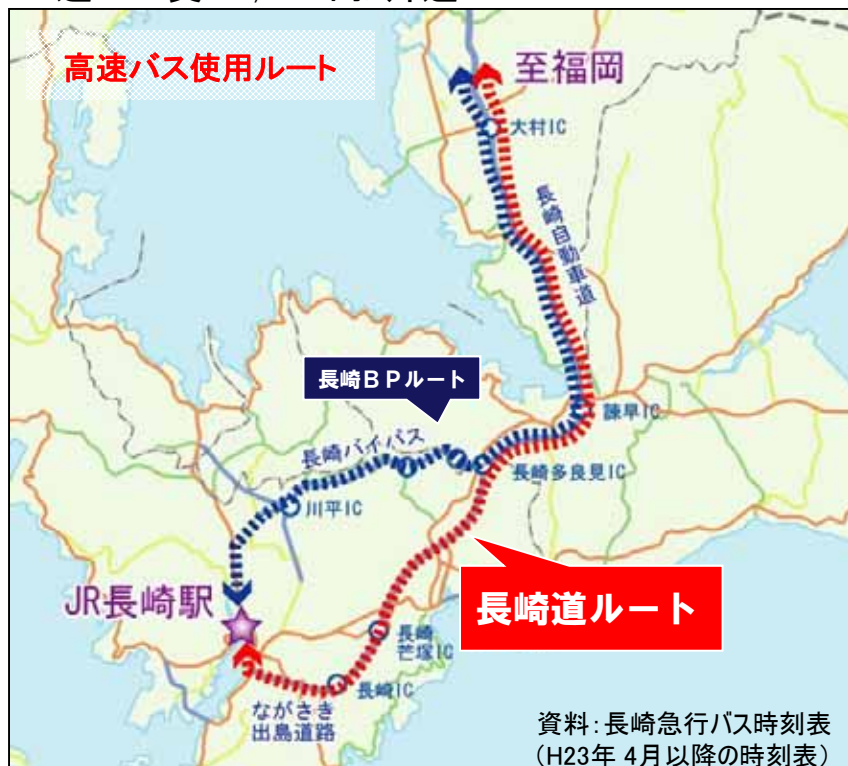 高速バス使用ルート
至福岡
大村IC
長崎自動車道
長崎BPルート
諫早IC
長崎バイパス
長崎多良見IC
川平IC
JR長崎駅
長崎道ルート
長崎
芒塚IC
長崎IC
ながさき
出島道路
資料：長崎急行バス時刻表
（H23年 4月以降の時刻表）